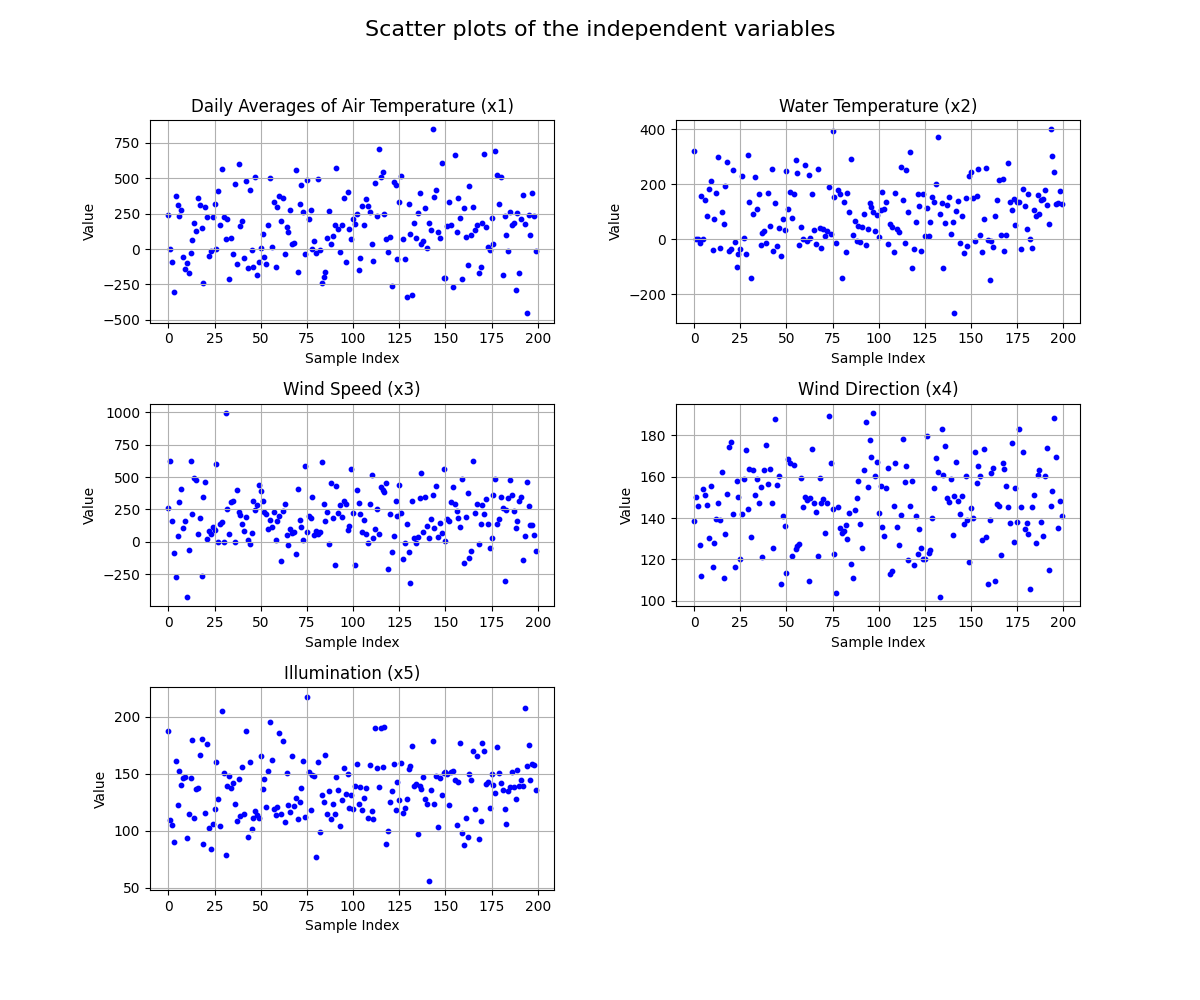 Scatter plots of the independent variables
Daily Averages of Air Temperature (x1)
Value
750
500
250
0
−250
−500
0 25 50 75 100 125 150 175 200
Sample Index
Water Temperature (x2)
Value
400
200
0
−200
0 25 50 75 100 125 150 175 200
Sample Index
Wind Speed (x3)
Value
1000
750
500
250
0
−250
0 25 50 75 100 125 150 175 200
Sample Index
Wind Direction (x4)
Value
180
160
140
120
100
0 25 50 75 100 125 150 175 200
Sample Index
Illumination (x5)
Value
200
150
100
50
0 25 50 75 100 125 150 175 200
Sample Index